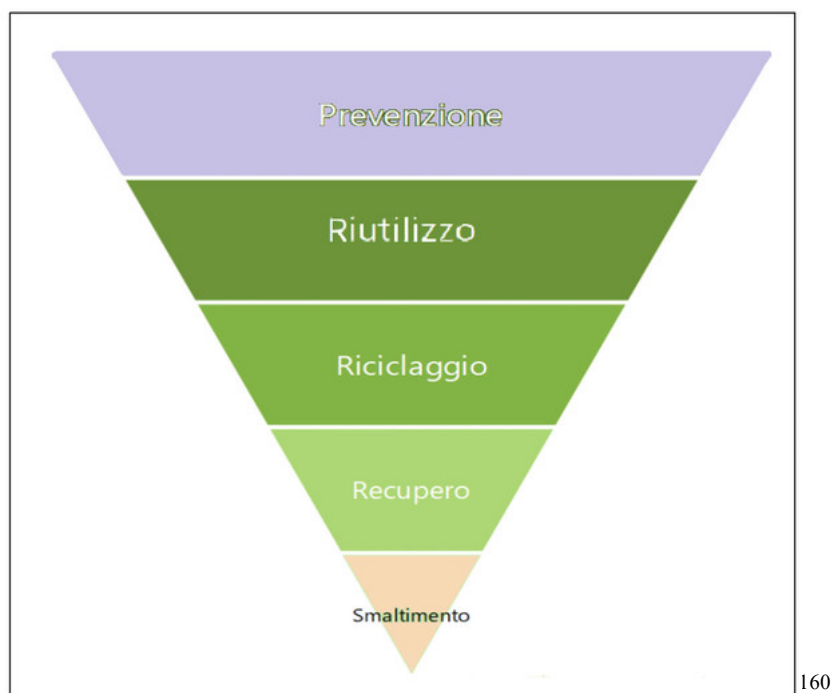 Prevenzione
Riutilizzo
Riciclaggio
Recupero
Smaltimento
160